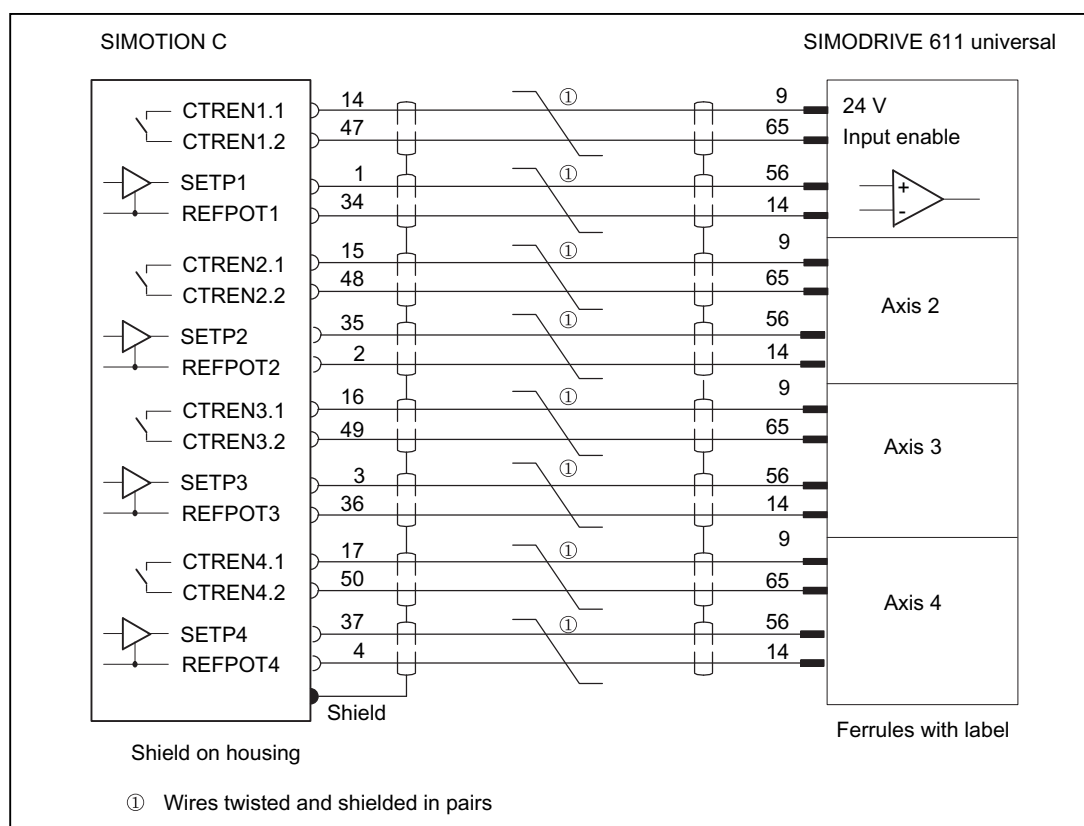 SIMOTION C
SIMODRIVE 611 universal
CTREN1.1 14 ① 9 24 V
CTREN1.2 47 65 Input enable
SETP1 1 ① 56 +
REFPOT1 34 14 -
CTREN2.1 15 ① 9
CTREN2.2 48 65 Axis 2
SETP2 35 ① 56
REFPOT2 2 14
CTREN3.1 16 ① 9
CTREN3.2 49 65 Axis 3
SETP3 3 ① 56
REFPOT3 36 14
CTREN4.1 17 ① 9
CTREN4.2 50 65 Axis 4
SETP4 37 ① 56
REFPOT4 4 14
Shield
Ferrules with label
Shield on housing
① Wires twisted and shielded in pairs